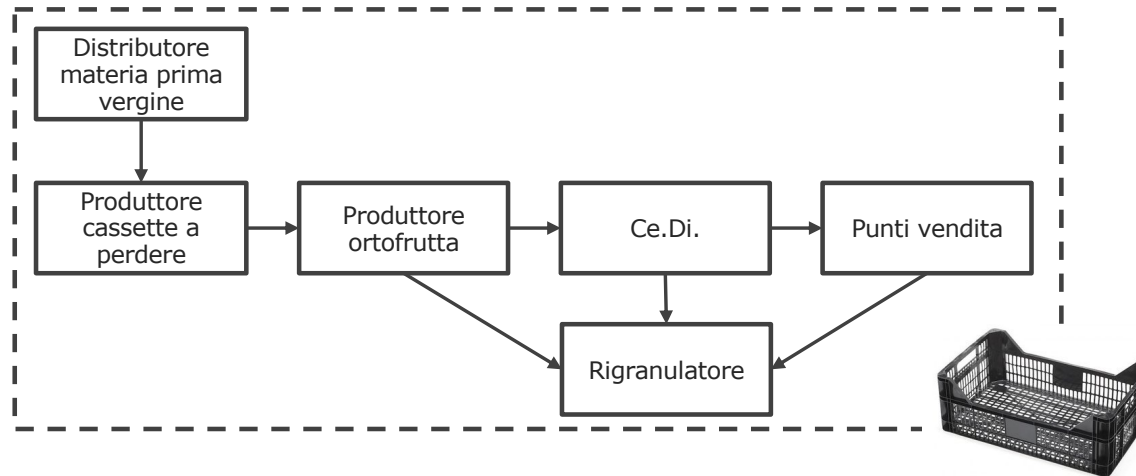 Distributore
materia prima
vergine
Produttore
cassette a
perdere
Produttore
ortofrutta
Ce.Di.
Punti vendita
Rigranulatore